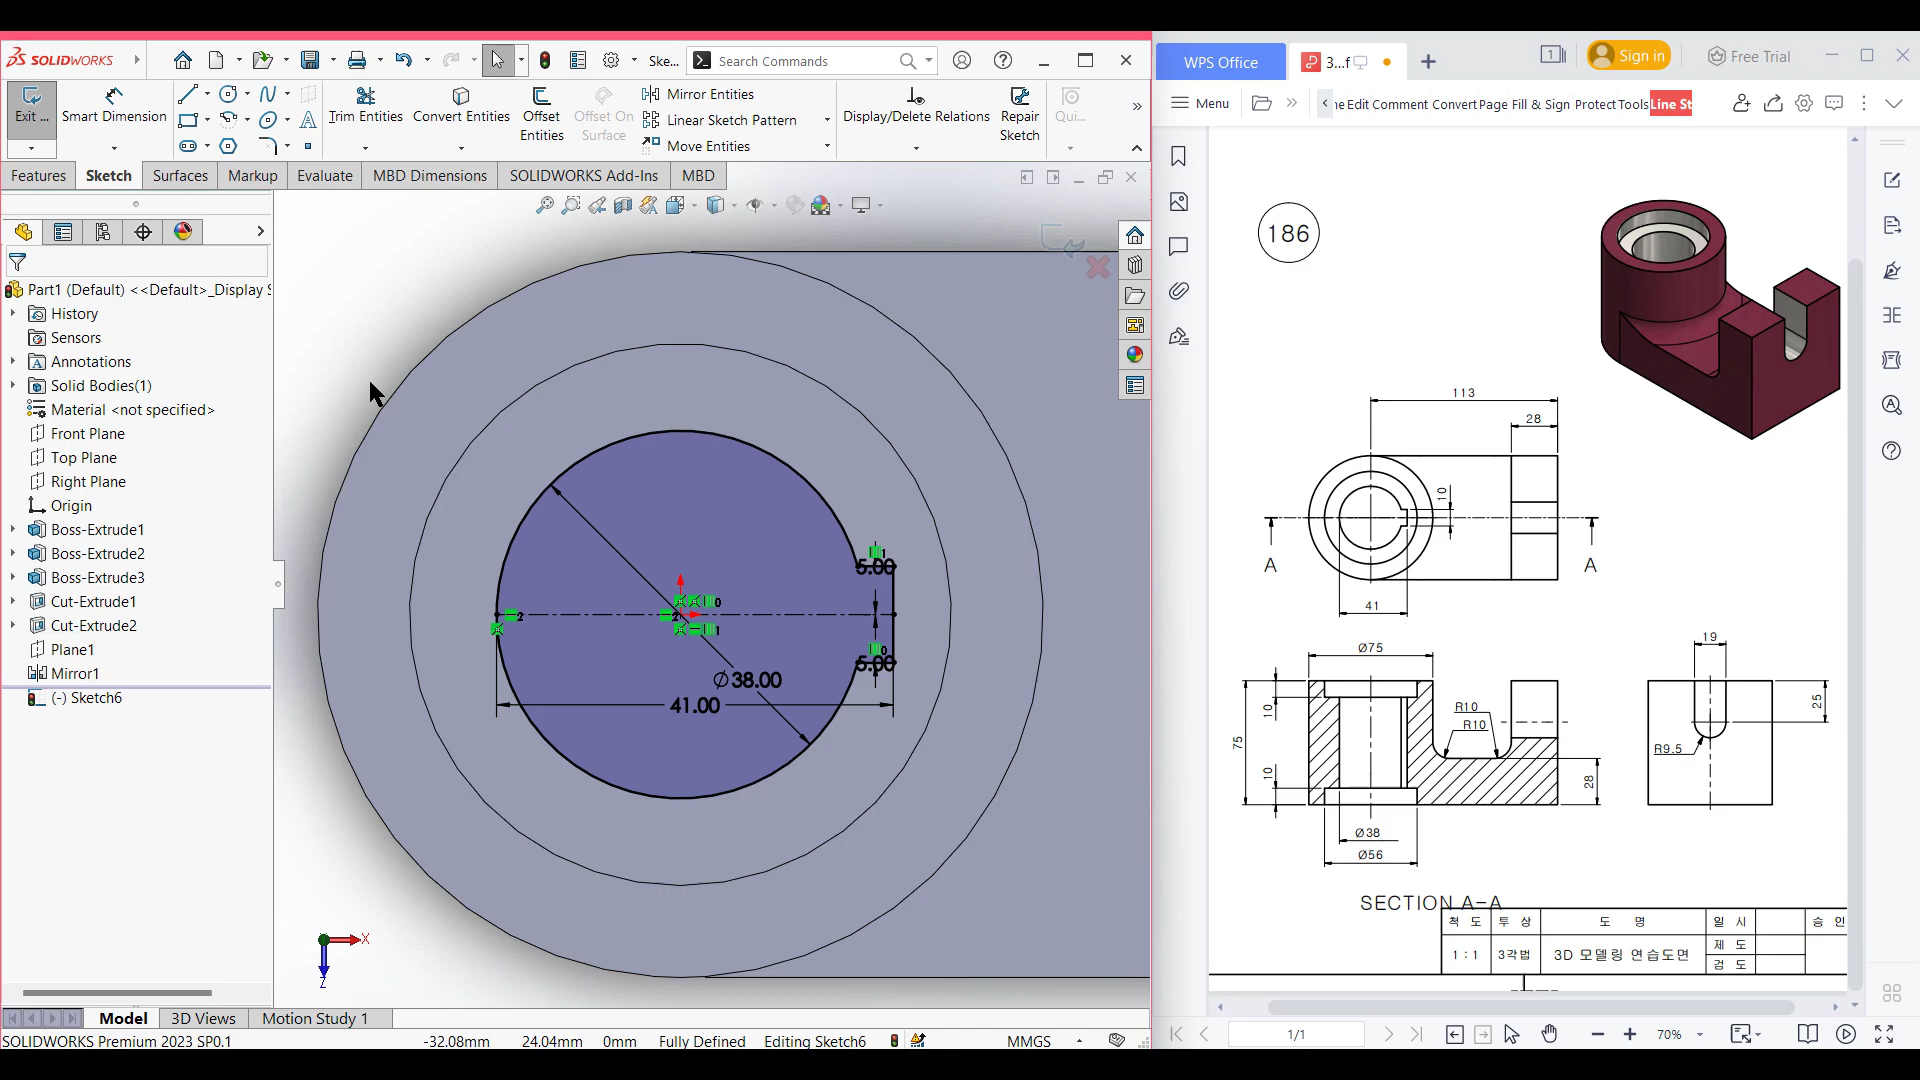 SOLIDWORKS
Ske...
Search Commands
Exit ...
Smart Dimension
Trim Entities
Convert Entities
Offset
Entities
Offset On
Surface
Mirror Entities
Linear Sketch Pattern
Move Entities
Display/Delete Relations
Repair
Sketch
Qui...
Features
Sketch
Surfaces
Markup
Evaluate
MBD Dimensions
SOLIDWORKS Add-Ins
MBD
Part1 (Default) <<Default>_Display S
History
Sensors
Annotations
Solid Bodies(1)
Material <not specified>
Front Plane
Top Plane
Right Plane
Origin
Boss-Extrude1
Boss-Extrude2
Boss-Extrude3
Cut-Extrude1
Cut-Extrude2
Plane1
Mirror1
(-) Sketch6
5.00
5.00
Ø38.00
41.00
X
Z
Model
3D Views
Motion Study 1
SOLIDWORKS Premium 2023 SP0.1
-32.08mm
24.04mm
0mm
Fully Defined
Editing Sketch6
MMGS
WPS Office
3...f
Sign in
Free Trial
Menu
ne Edit Comment Convert Page Fill & Sign Protect Tools Line St
186
113
28
10
A
A
41
Ø75
19
10
75
10
R10
R10
28
25
R9.5
Ø38
Ø56
SECTION A-A
척 도
투 상
도 명
일 시
승 인
1 : 1
3각법
3D 모델링 연습도면
제 도
검 도
1/1
70%